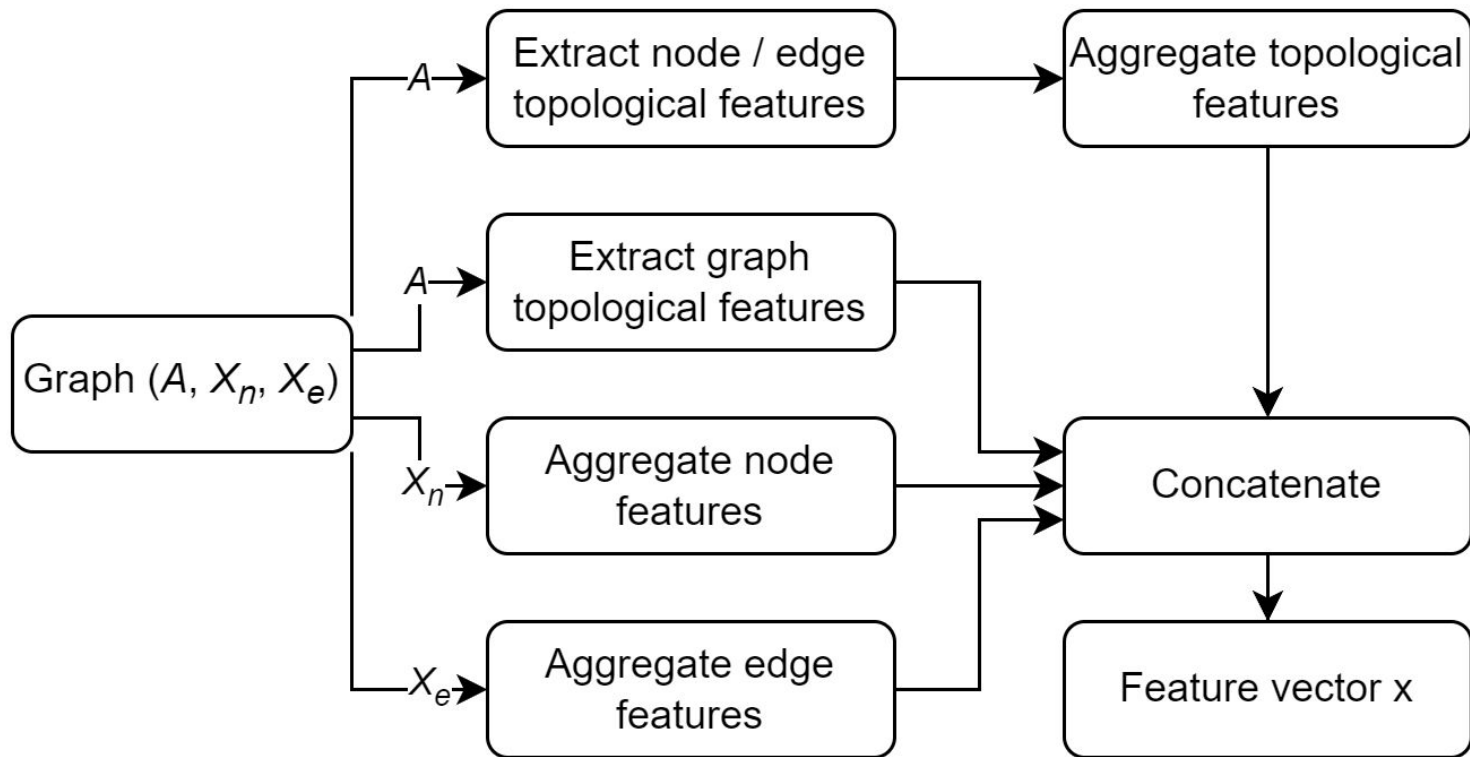 A
Extract node / edge
topological features
Aggregate topological
features
A
Extract graph
topological features
Graph (A, Xn, Xe)
Xn
Aggregate node
features
Concatenate
Xe
Aggregate edge
features
Feature vector x